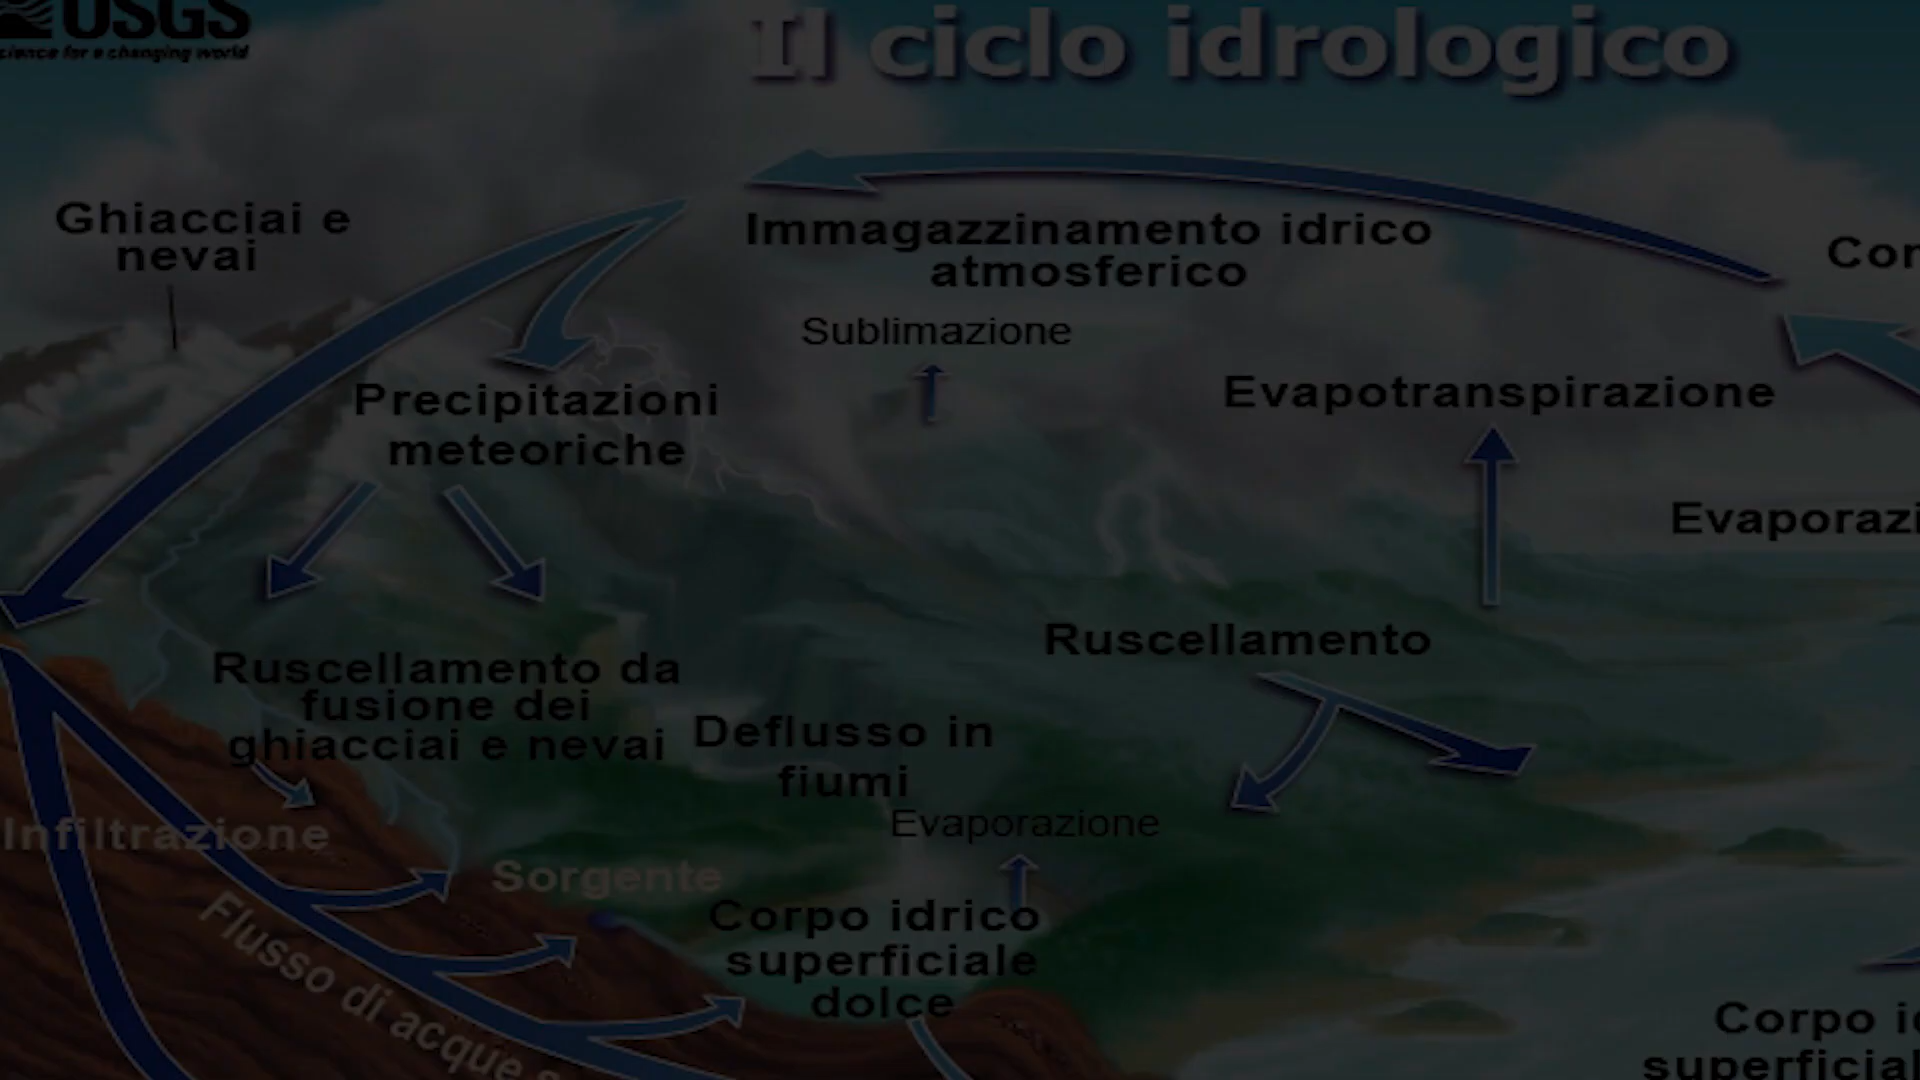 USGS
science for a changing world
Il ciclo idrologico
Ghiacciai e
nevai
Immagazzinamento idrico
atmosferico
Sublimazione
Precipitazioni
meteoriche
Evapotranspirazione
Ruscellamento da
fusione dei
ghiacciai e nevai
Ruscellamento
Deflusso in
fiumi
Evaporazione
Infiltrazione
Sorgente
Flusso di acque
Corpo idrico
superficiale
dolce
Corpo